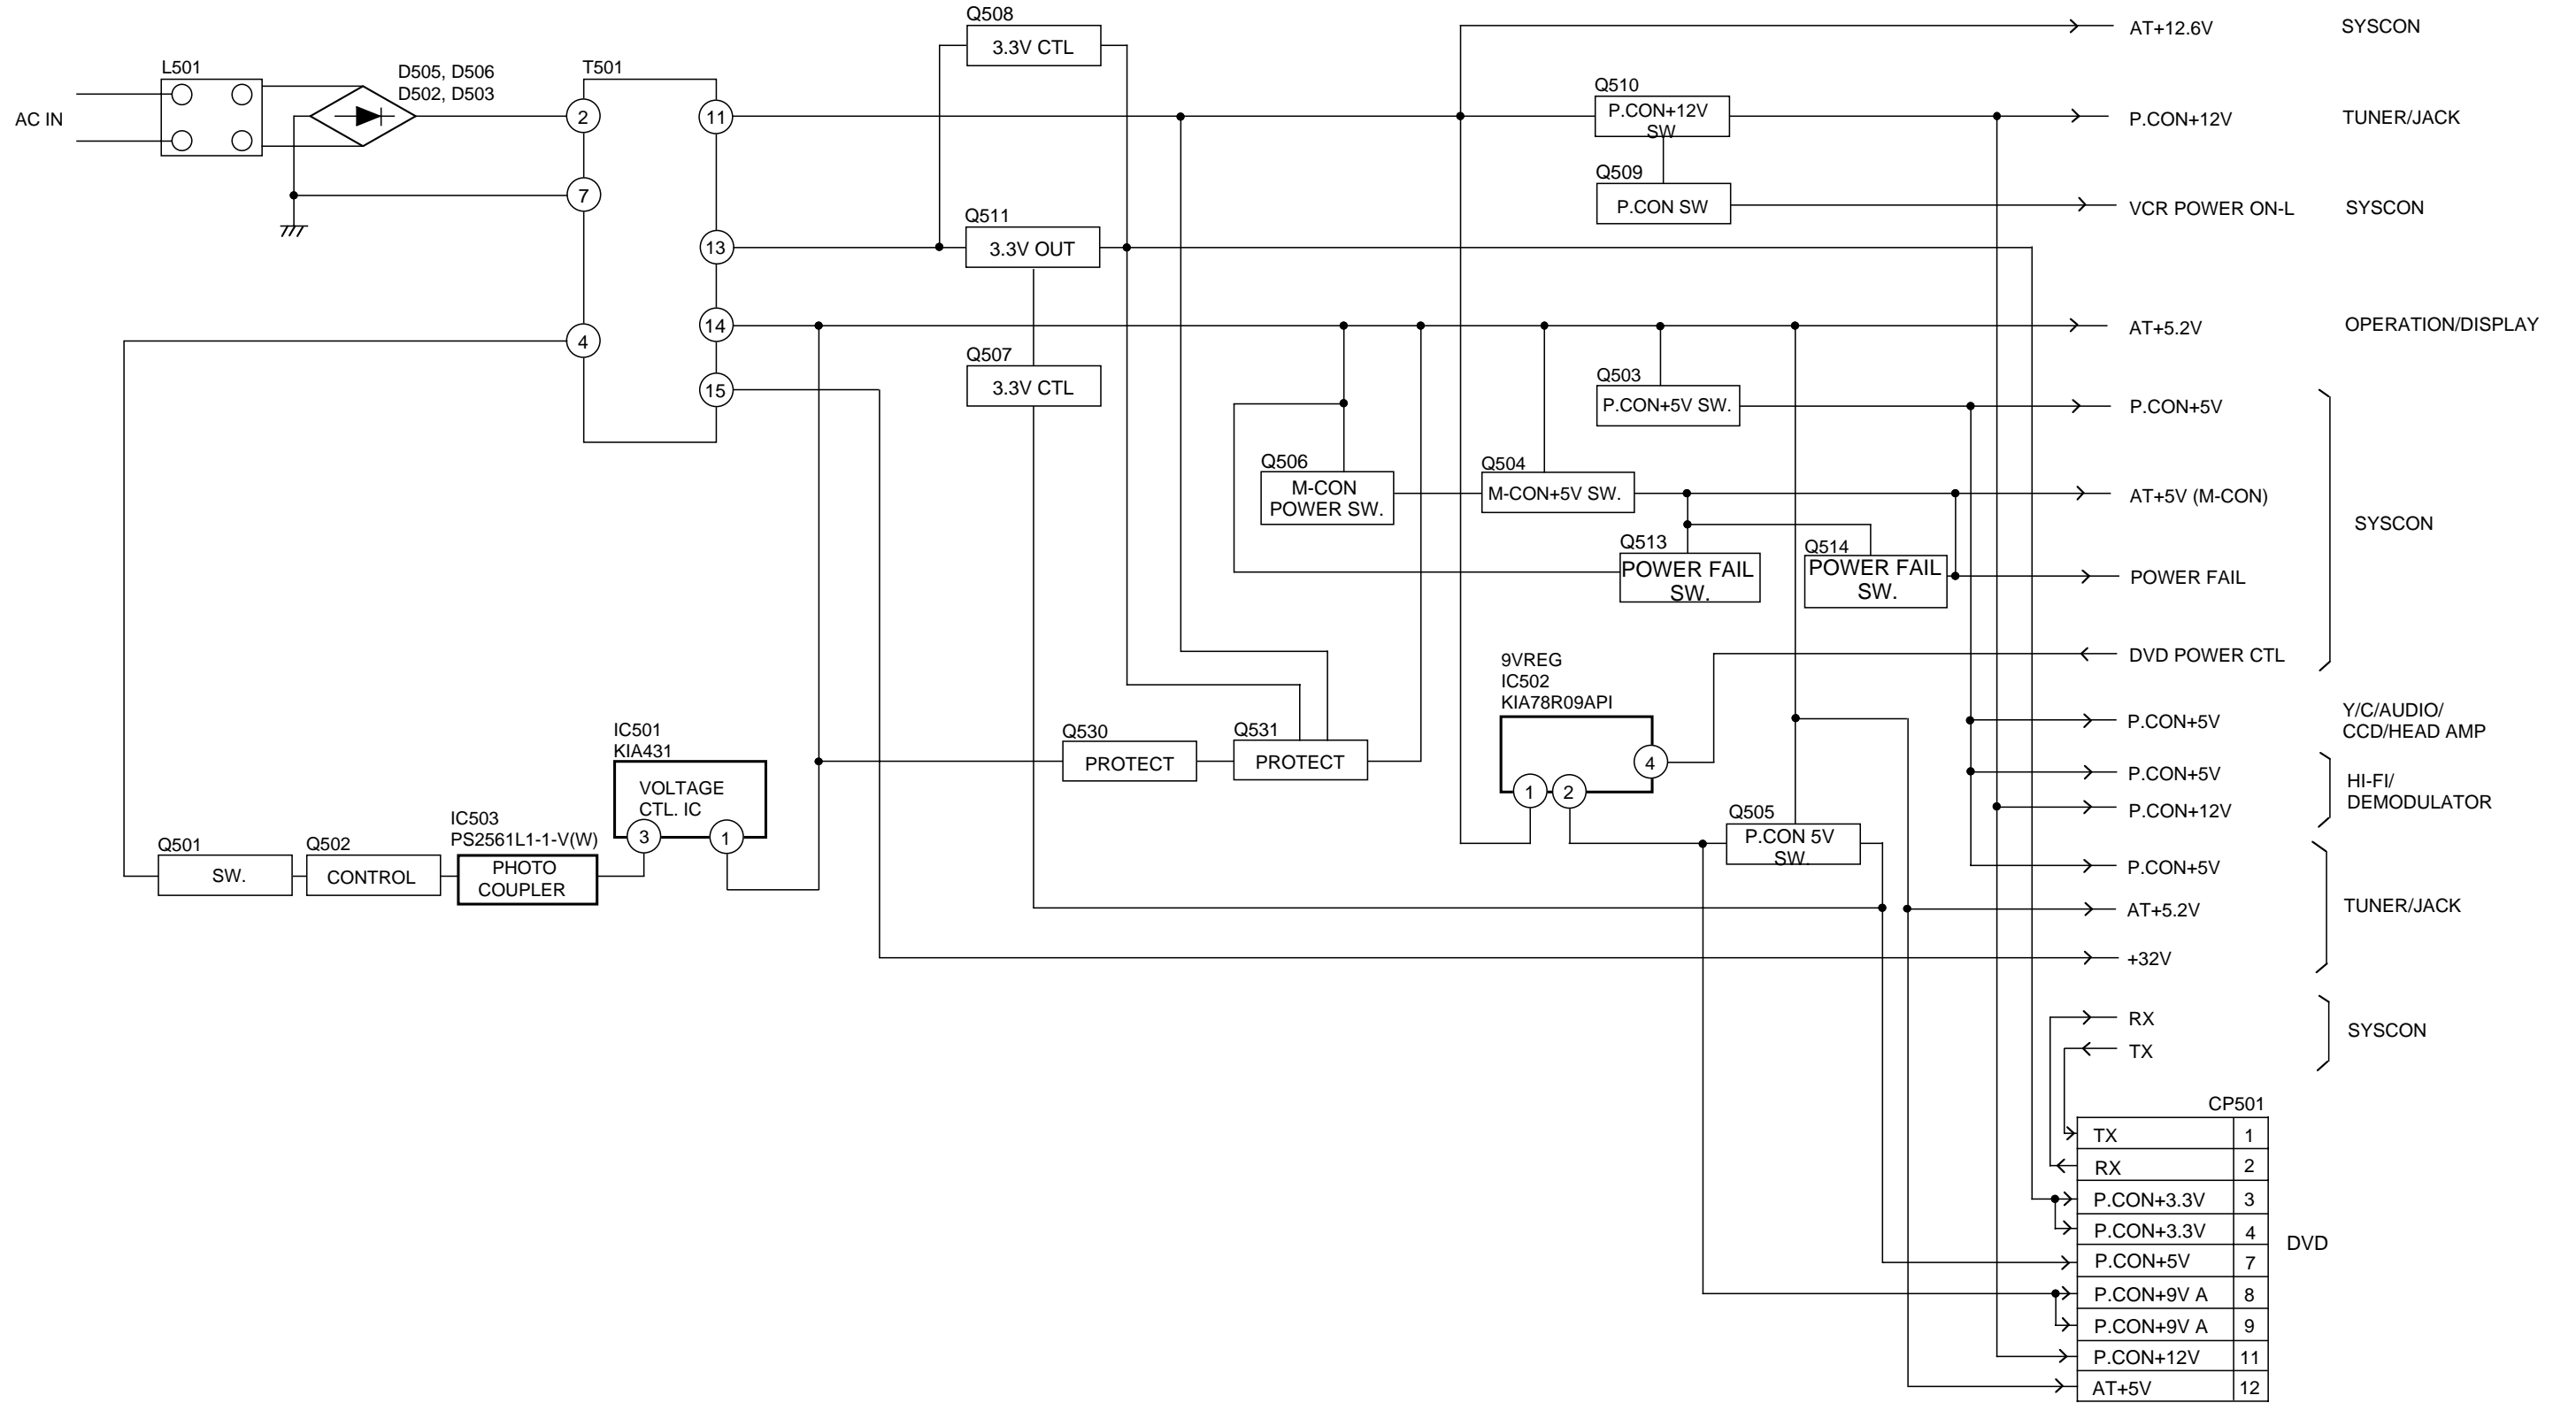 Q508
3.3V CTL
AT+12.6V
SYSCON
L501
D505, D506
D502, D503
T501
Q510
P.CON+12V
SW
AC IN
2
11
P.CON+12V
TUNER/JACK
Q509
P.CON SW
VCR POWER ON-L
SYSCON
7
Q511
3.3V OUT
13
14
AT+5.2V
OPERATION/DISPLAY
4
Q507
3.3V CTL
15
Q503
P.CON+5V SW.
P.CON+5V
Q506
M-CON
POWER SW.
Q504
M-CON+5V SW.
AT+5V (M-CON)
SYSCON
Q513
POWER FAIL
SW.
Q514
POWER FAIL
SW.
POWER FAIL
DVD POWER CTL
9VREG
IC502
KIA78R09API
4
1
2
P.CON+5V
Y/C/AUDIO/
CCD/HEAD AMP
IC501
KIA431
VOLTAGE
CTL. IC
3
1
Q530
PROTECT
Q531
PROTECT
P.CON+5V
P.CON+12V
HI-FI/
DEMODULATOR
Q505
P.CON 5V
SW.
IC503
PS2561L1-1-V(W)
PHOTO
COUPLER
Q501
SW.
Q502
CONTROL
P.CON+5V
AT+5.2V
TUNER/JACK
+32V
RX
TX
SYSCON
CP501
TX 1
RX 2
P.CON+3.3V 3
P.CON+3.3V 4
P.CON+5V 7
P.CON+9V A 8
P.CON+9V A 9
P.CON+12V 11
AT+5V 12
DVD